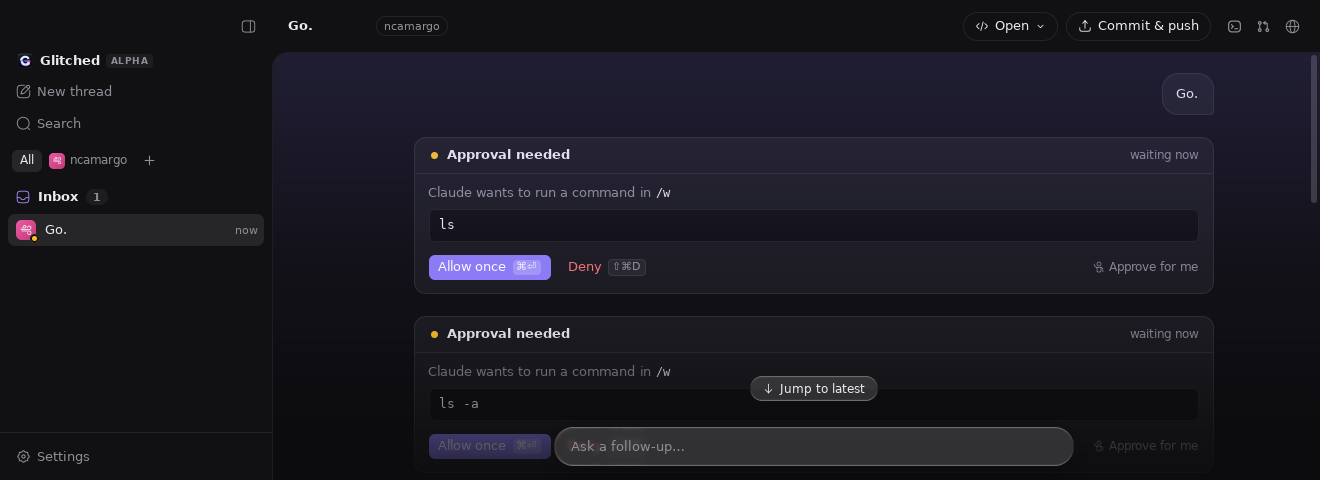 Go.
ncamargo
Open
Commit & push
Glitched ALPHA
New thread
Search
All
ncamargo
Inbox 1
Go.
now
Settings
Go.
Approval needed
waiting now
Claude wants to run a command in /w
ls
Allow once ⌘⏎
Deny ⇧⌘D
Approve for me
Approval needed
waiting now
Claude wants to run a command in /w
Jump to latest
ls -a
Allow once ⌘⏎
Ask a follow-up...
Approve for me